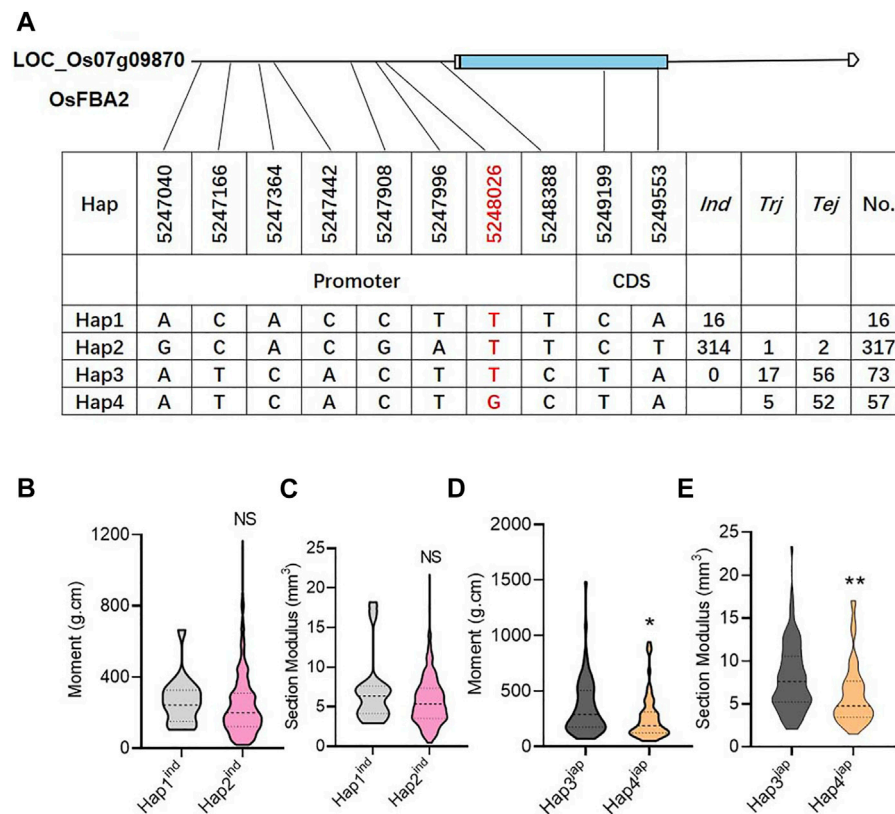 A
LOC_Os07g09870
OsFBA2
Hap 5247040 5247166 5247364 5247442 5247908 5247996 5248026 5248388 5249199 5249553 Ind Trj Tej No.
Promoter CDS
Hap1 A C A C C T T T C A 16 16
Hap2 G C A C G A T T C T 314 1 2 317
Hap3 A T C A C T T C T A 0 17 56 73
Hap4 A T C A C T G C T A 5 52 57
B
Moment (g.cm)
1200
800
400
0
NS
Hap1ind Hap2ind
C
Section Modulus (mm3)
25
20
15
10
5
0
NS
Hap1ind Hap2ind
D
Moment (g.cm)
2000
1500
1000
500
0
*
Hap3jap Hap4jap
E
Section Modulus (mm3)
25
20
15
10
5
0
**
Hap3jap Hap4jap